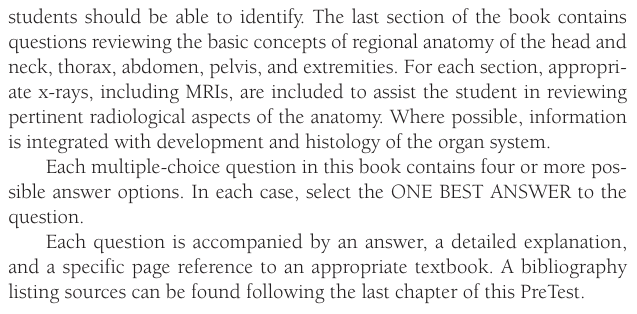 students should be able to identify. The last section of the book contains
questions reviewing the basic concepts of regional anatomy of the head and
neck, thorax, abdomen, pelvis, and extremities. For each section, appropri-
ate x-rays, including MRIs, are included to assist the student in reviewing
pertinent radiological aspects of the anatomy. Where possible, information
is integrated with development and histology of the organ system.
Each multiple-choice question in this book contains four or more pos-
sible answer options. In each case, select the ONE BEST ANSWER to the
question.
Each question is accompanied by an answer, a detailed explanation,
and a specific page reference to an appropriate textbook. A bibliography
listing sources can be found following the last chapter of this PreTest.